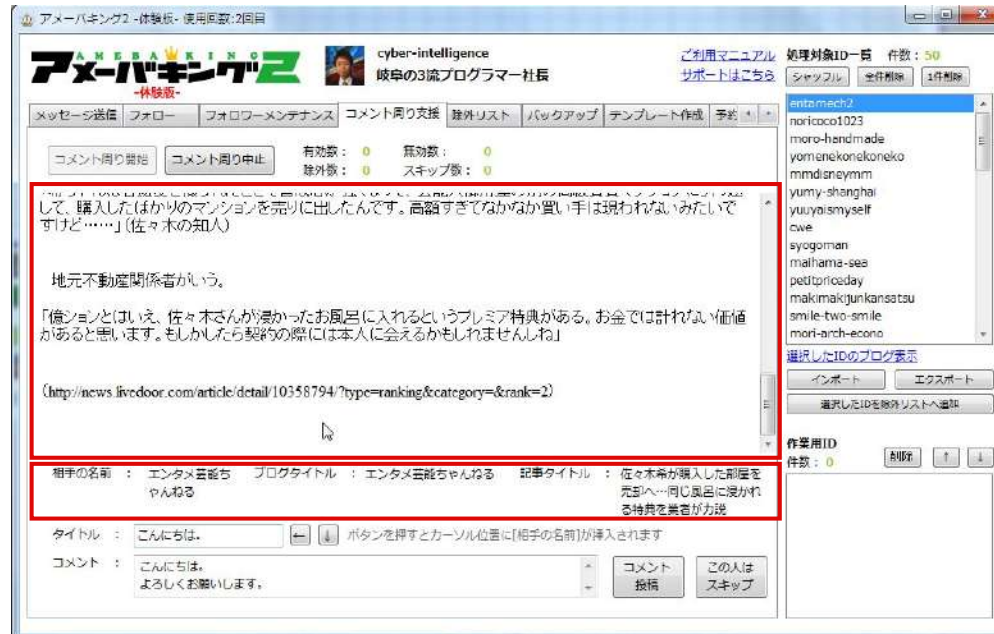 アメーバキング2 -体験版- 使用回数:2回目
AMEBA KING
アメーバキング2
-体験版-
cyber-intelligence
岐阜の3流プログラマー社長
ご利用マニュアル
サポートはこちら
メッセージ送信 フォロー フォロワーメンテナンス コメント周り支援 除外リスト バックアップ テンプレート作成 予約
コメント周り開始 コメント周り中止
有効数: 0 無効数: 0
除外数: 0 スキップ数: 0
して、購入したばかりのマンションを売りに出したんです。高額すぎてなかなか買い手は現われないみたいで
すけど……」(佐々木の知人)
地元不動産関係者がいう。
「億ションとはいえ、佐々木さんが浸かったお風呂に入れるというプレミア特典がある。お金では計れない価値
があると思います。もしかしたら契約の際には本人に会えるかもしれませんしね」
(http://news.livedoor.com/article/detail/10358794/?type=ranking&category=&rank=2)
相手の名前 : エンタメ芸能ち
ゃんねる
ブログタイトル : エンタメ芸能ちゃんねる
記事タイトル : 佐々木希が購入した部屋を
売却へ…同じ風呂に浸かれ
る特典を業者が力説
タイトル : こんにちは。 ← ↓ ボタンを押すとカーソル位置に[相手の名前]が挿入されます
コメント : こんにちは。
よろしくお願いします。
コメント
投稿
この人は
スキップ
処理対象ID一覧 件数: 50
シャッフル 全件削除 1件削除
entamech2
noricoco1023
moro-handmade
yomenekonekoneko
mmdisneymm
yumy-shanghai
yuuyaismyself
cwe
syogoman
maihama-sea
petitpriceday
makimakijunkansatsu
smile-two-smile
mori-arch-econo
選択したIDのブログ表示
インポート エクスポート
選択したIDを除外リストへ追加
作業用ID
件数: 0 削除 ↑ ↓